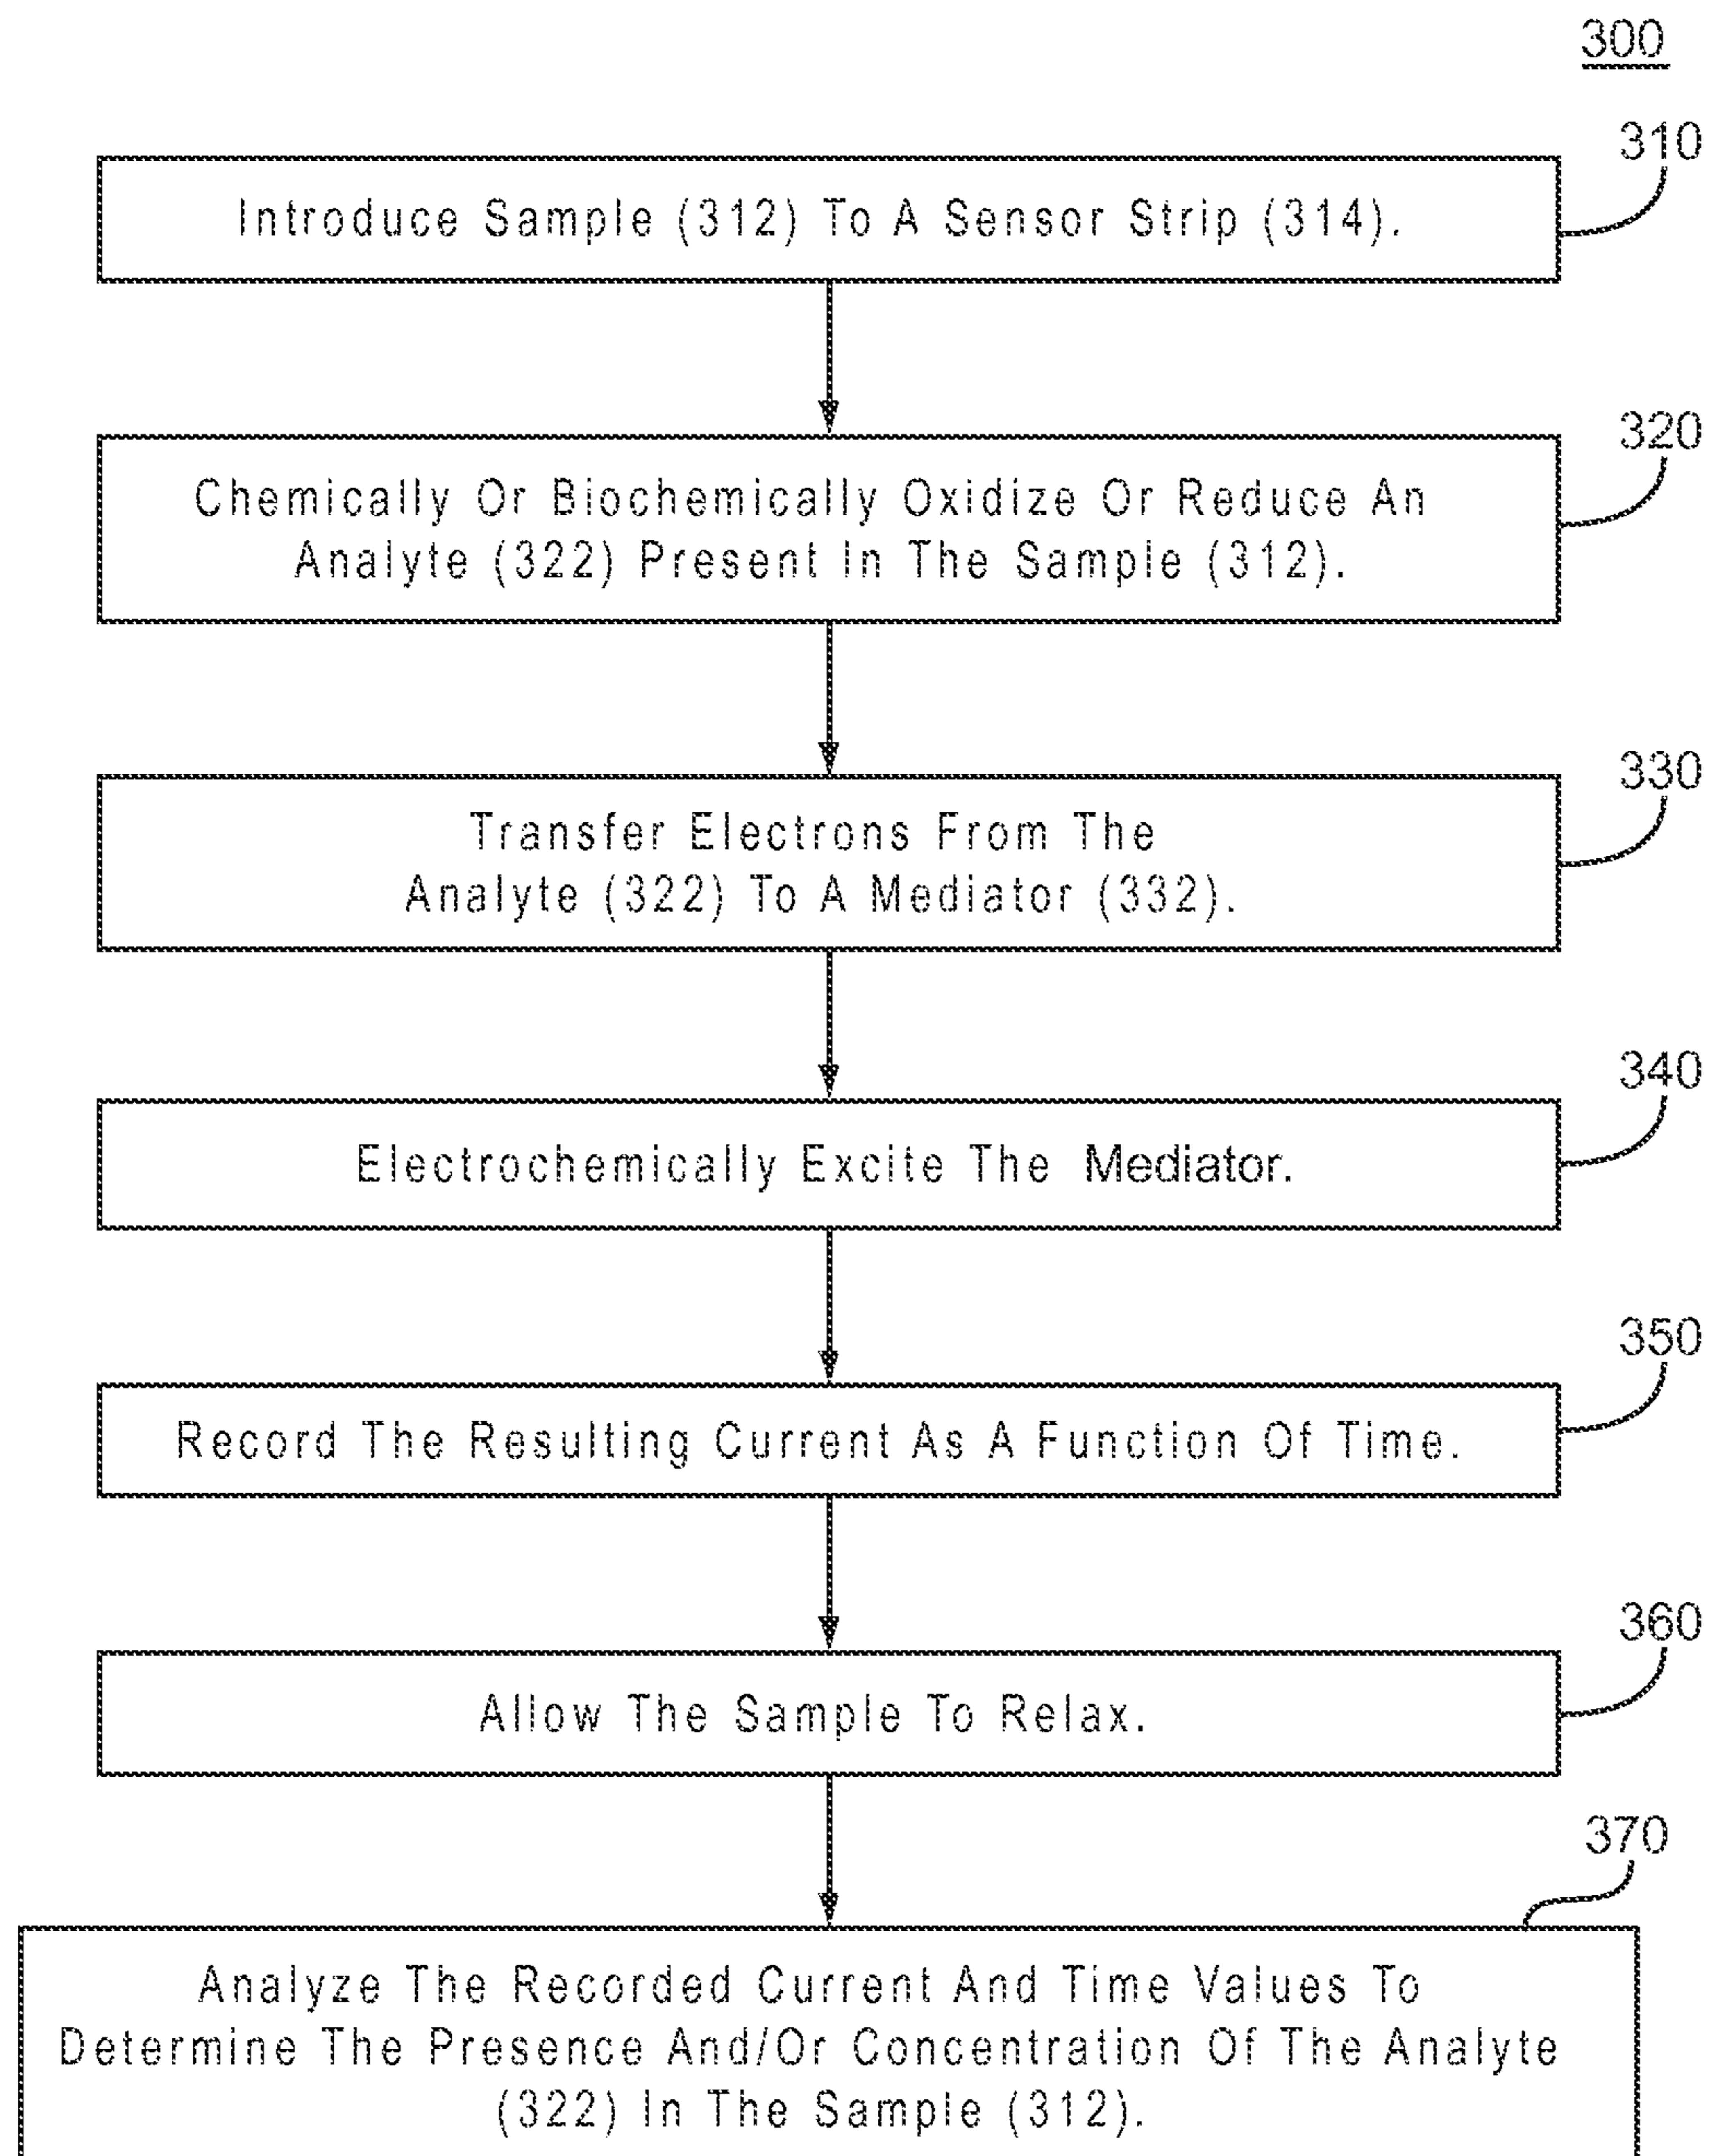 300
310
Introduce Sample (312) To A Sensor Strip (314).
320
Chemically Or Biochemically Oxidize Or Reduce An
Analyte (322) Present In The Sample (312).
330
Transfer Electrons From The
Analyte (322) To A Mediator (332).
340
Electrochemically Excite The Mediator.
350
Record The Resulting Current As A Function Of Time.
360
Allow The Sample To Relax.
370
Analyze The Recorded Current And Time Values To
Determine The Presence And/Or Concentration Of The Analyte
(322) In The Sample (312).